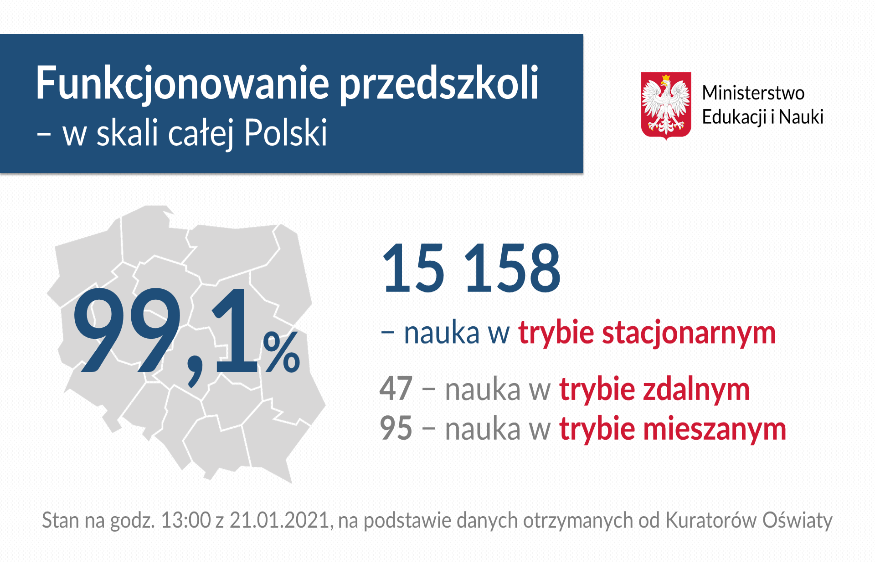 Funkcjonowanie przedszkoli
– w skali całej Polski
Ministerstwo
Edukacji i Nauki
99,1%
15 158
– nauka w trybie stacjonarnym
47 – nauka w trybie zdalnym
95 – nauka w trybie mieszanym
Stan na godz. 13:00 z 21.01.2021, na podstawie danych otrzymanych od Kuratorów Oświaty